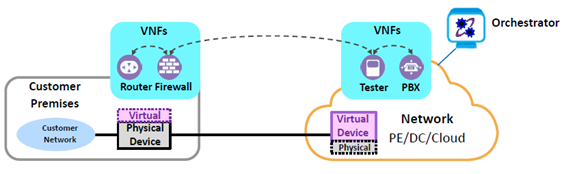 Orchestrator
VNFs
Router Firewall
VNFs
Tester PBX
Customer
Premises
Customer
Network
Virtual
Physical
Device
Virtual
Device
Physical
Network
PE/DC/Cloud